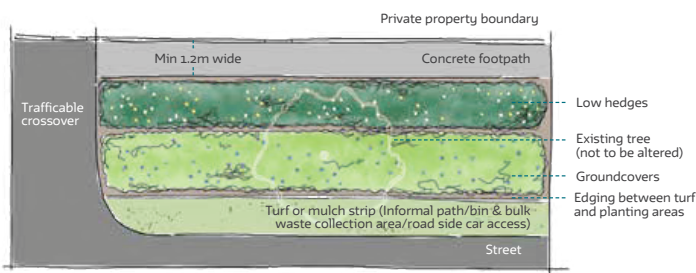 Private property boundary
Min 1.2m wide
Concrete footpath
Trafficable
crossover
Low hedges
Existing tree
(not to be altered)
Groundcovers
Edging between turf
and planting areas
Turf or mulch strip (Informal path/bin & bulk
waste collection area/road side car access)
Street